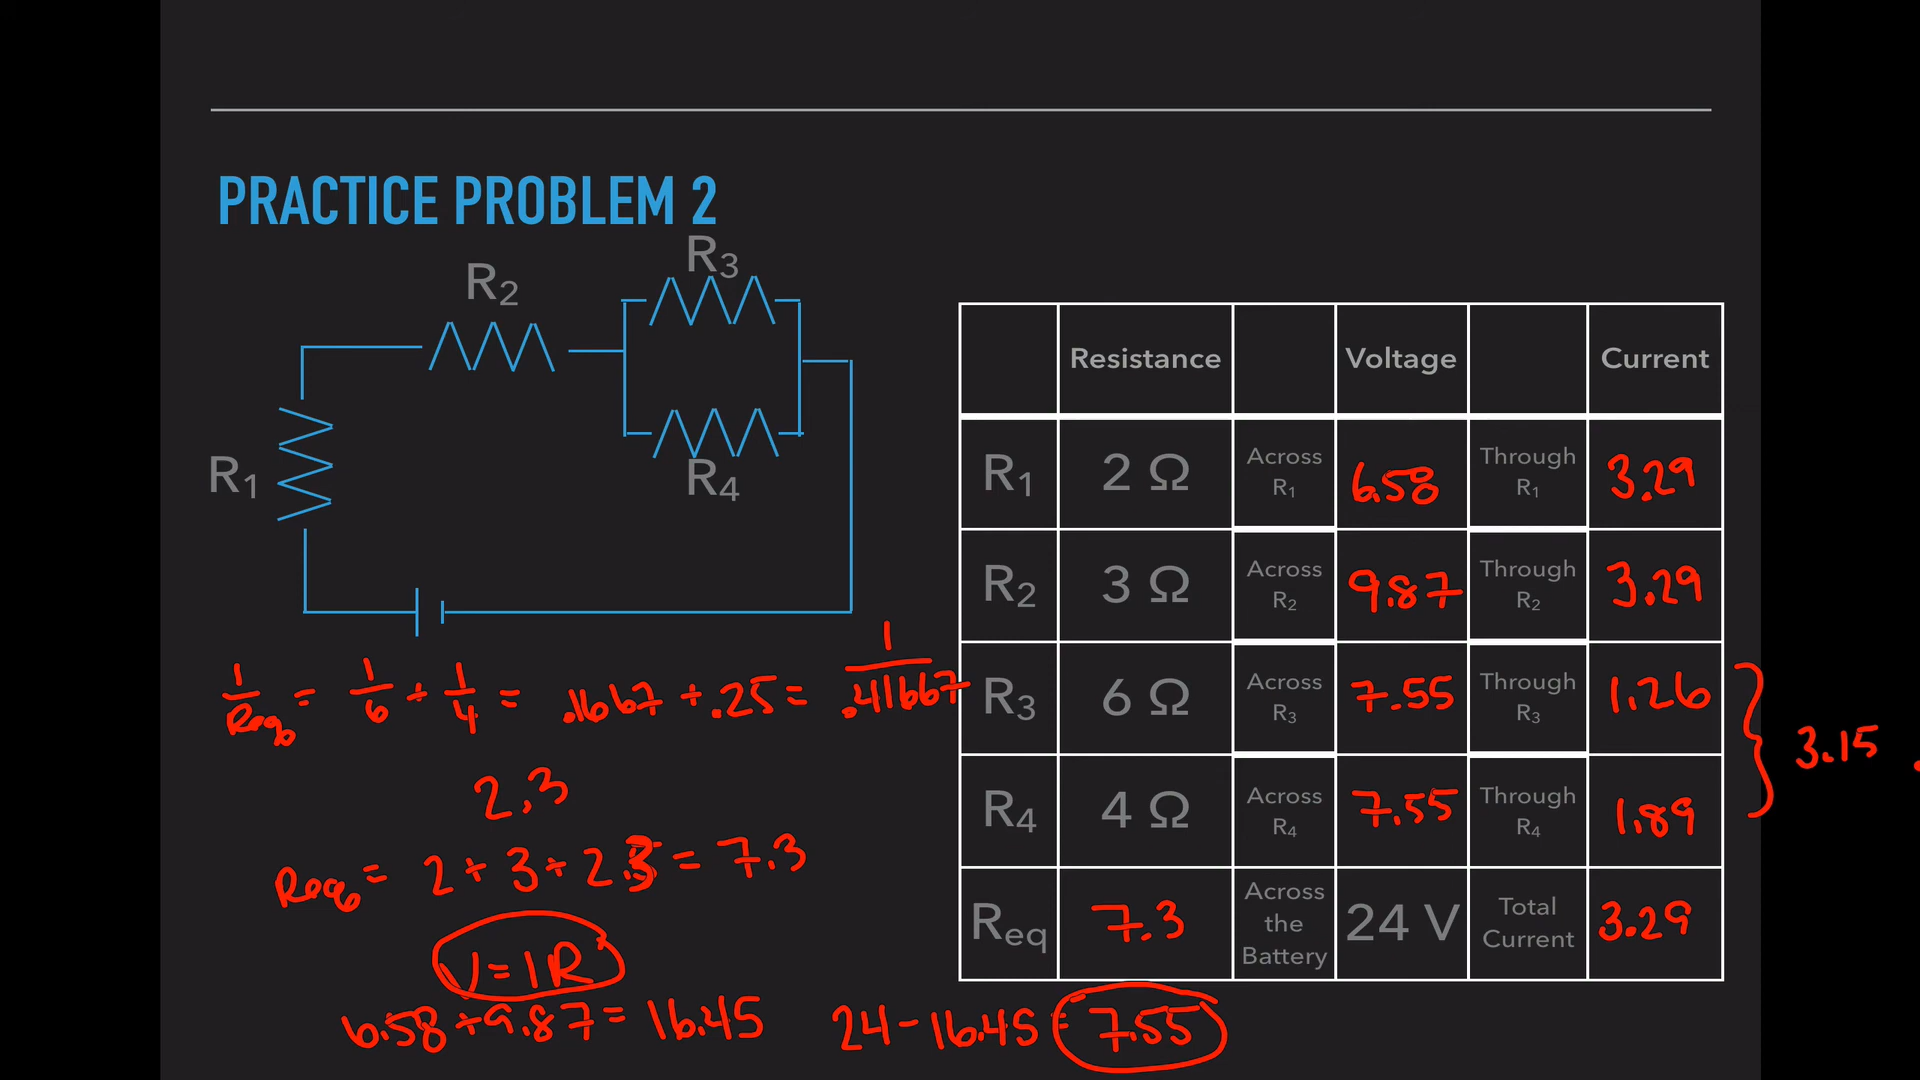 PRACTICE PROBLEM 2
R3
R2
R4
R1
Resistance Voltage Current
R1 2 Ω Across R1 6.58 Through R1 3.29
R2 3 Ω Across R2 9.87 Through R2 3.29
R3 6 Ω Across R3 7.55 Through R3 1.26
R4 4 Ω Across R4 7.55 Through R4 1.89
Req 7.3 Across the Battery 24 V Total Current 3.29
3.15
1/Req = 1/6 + 1/4 = .1667 + .25 = 1/.41667
2.3
Req = 2 + 3 + 2.3 = 7.3
V = IR
6.58 + 9.87 = 16.45 24 - 16.45 = 7.55